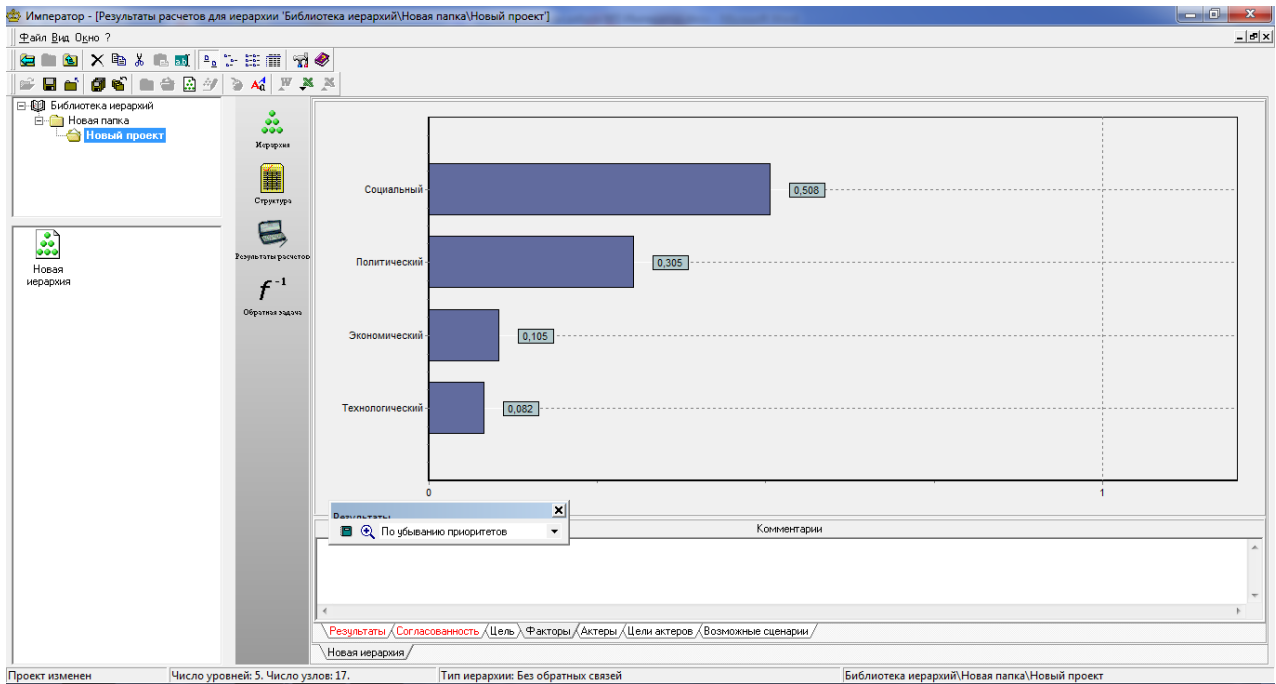 Император - [Результаты расчетов для иерархии 'Библиотека иерархий\Новая папка\Новый проект']
Файл Вид Окно ?
Библиотека иерархий
Новая папка
Новый проект
Новая
иерархия
Иерархия
Структура
Результаты расчетов
f⁻¹
Обратная задача
Социальный
0,508
Политический
0,305
Экономический
0,105
Технологический
0,082
0 1
Результаты
По убыванию приоритетов
Комментарии
Результаты Согласованность Цель Факторы Актеры Цели актеров Возможные сценарии
Новая иерархия
Проект изменен Число уровней: 5. Число узлов: 17. Тип иерархии: Без обратных связей Библиотека иерархий\Новая папка\Новый проект